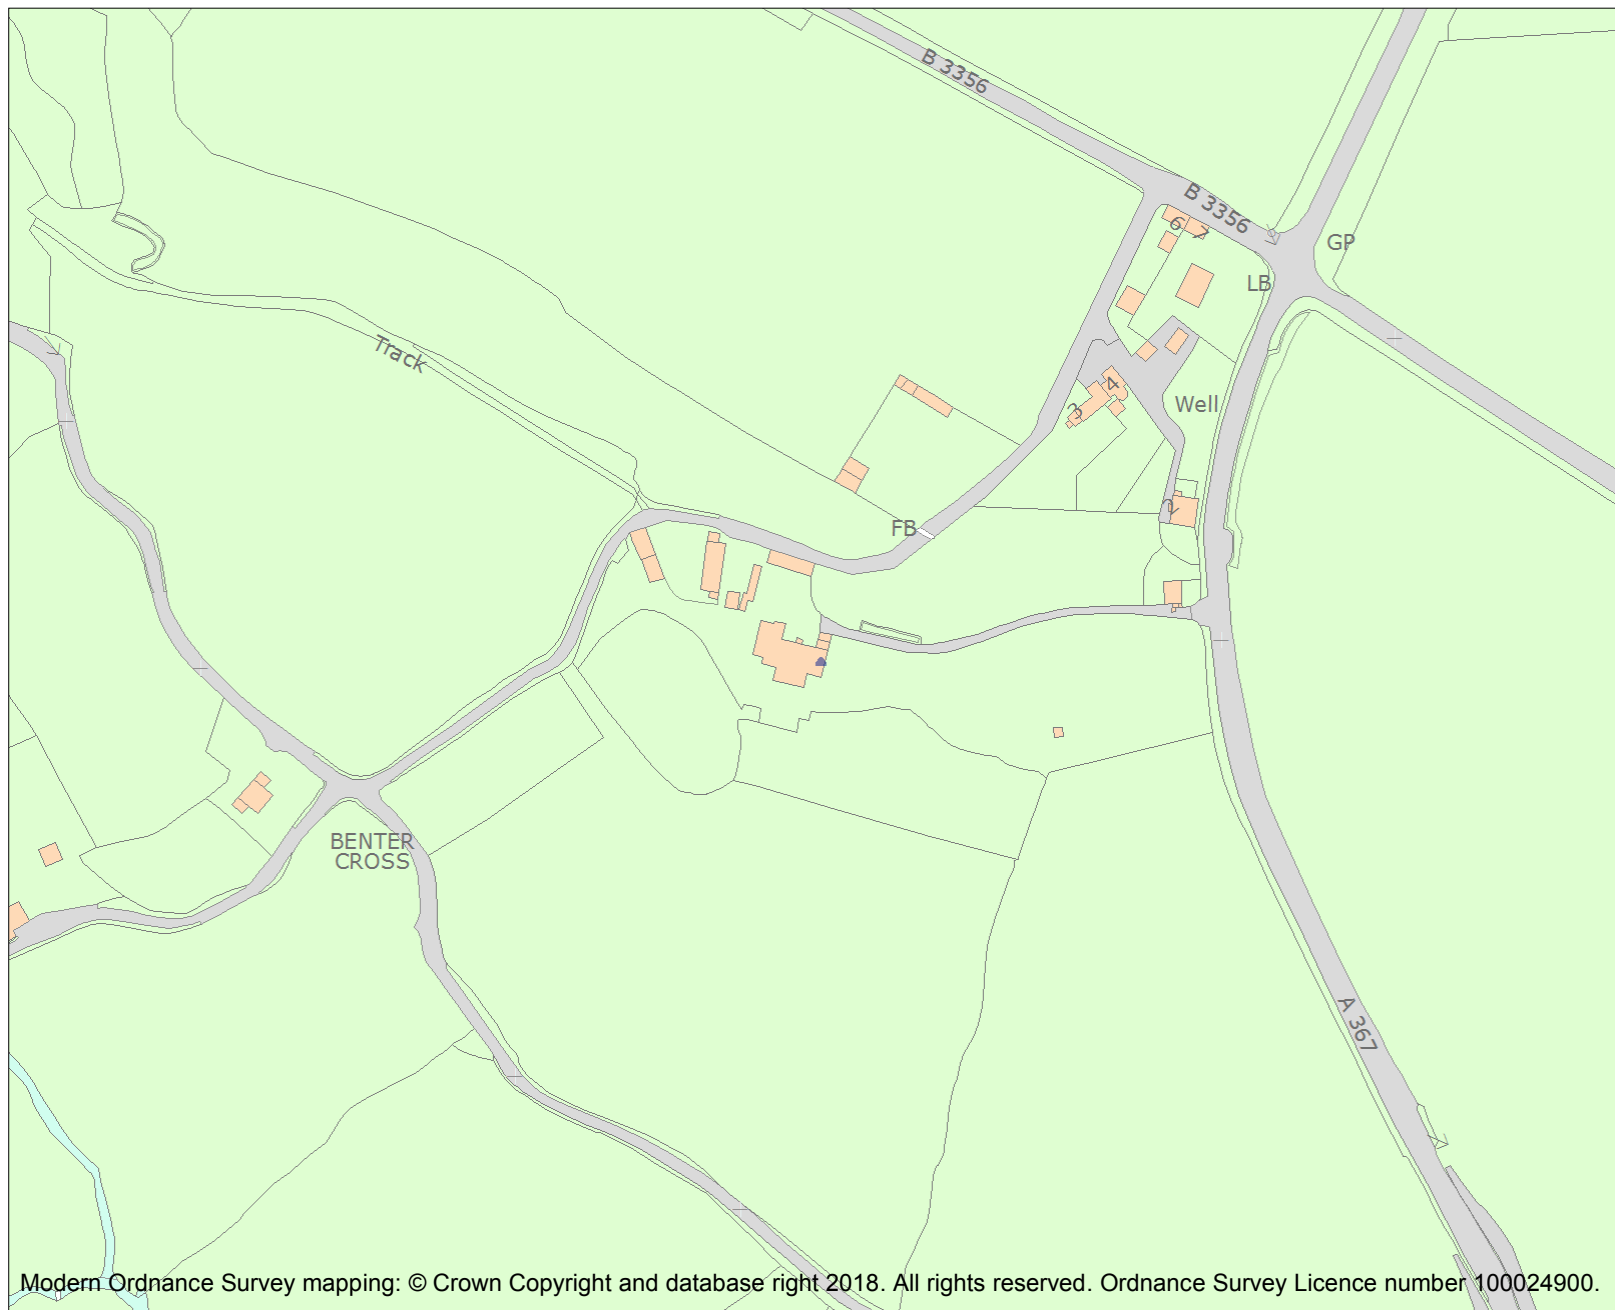 B 3356
B 3356
6
7
GP
LB
Track
4
3
Well
2
FB
BENTER
CROSS
A 367
Modern Ordnance Survey mapping: © Crown Copyright and database right 2018. All rights reserved. Ordnance Survey Licence number 100024900.